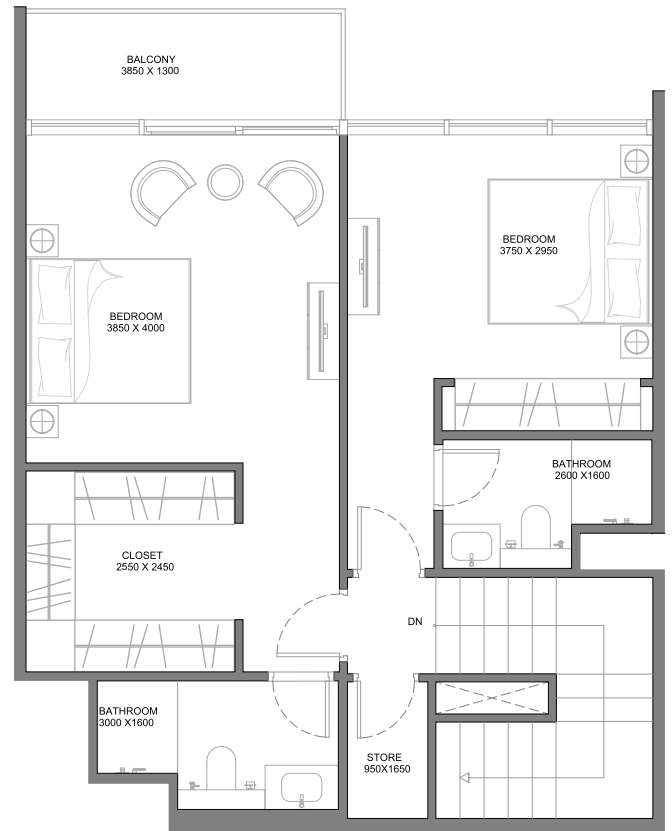 BALCONY
3850 X 1300
BEDROOM
3750 X 2950
BEDROOM
3850 X 4000
BATHROOM
2600 X1600
CLOSET
2550 X 2450
DN
BATHROOM
3000 X1600
STORE
950X1650